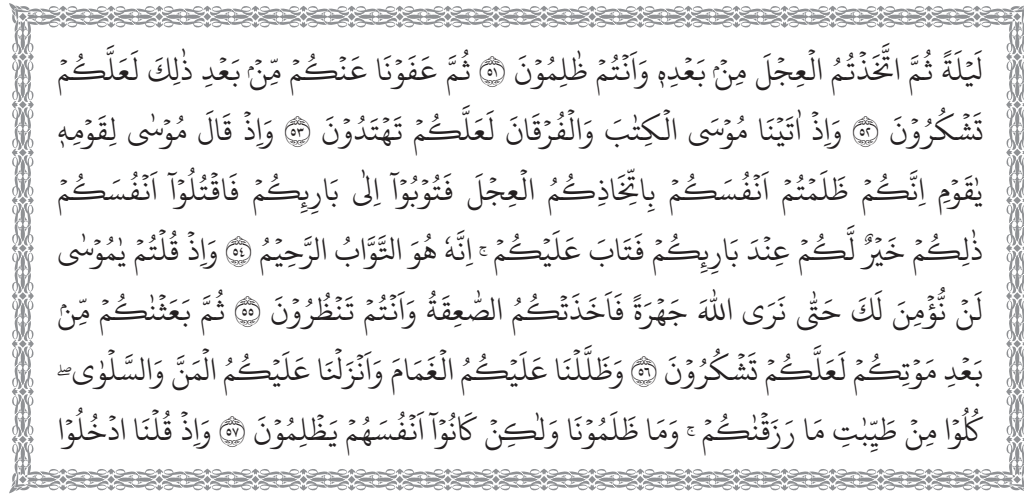 لَيۡلَةً ثُمَّ اتَّخَذۡتُمُ الۡعِجۡلَ مِنۡۢ بَعۡدِهٖ وَاَنۡتُمۡ ظٰلِمُوۡنَ ﴿٥١﴾ ثُمَّ عَفَوۡنَا عَنۡكُمۡ مِّنۡۢ بَعۡدِ ذٰلِكَ لَعَلَّكُمۡ
تَشۡكُرُوۡنَ ﴿٥٢﴾ وَاِذۡ اٰتَيۡنَا مُوۡسَى الۡكِتٰبَ وَالۡفُرۡقَانَ لَعَلَّكُمۡ تَهۡتَدُوۡنَ ﴿٥٣﴾ وَاِذۡ قَالَ مُوۡسٰى لِقَوۡمِهٖ
يٰقَوۡمِ اِنَّكُمۡ ظَلَمۡتُمۡ اَنۡفُسَكُمۡ بِاتِّخَاذِكُمُ الۡعِجۡلَ فَتُوۡبُوۡآ اِلٰى بَارِئِكُمۡ فَاقۡتُلُوۡٓا اَنۡفُسَكُمۡ
ذٰلِكُمۡ خَيۡرٌ لَّكُمۡ عِنۡدَ بَارِئِكُمۡ فَتَابَ عَلَيۡكُمۡ ؕ اِنَّهٗ هُوَ التَّوَّابُ الرَّحِيۡمُ ﴿٥٤﴾ وَاِذۡ قُلۡتُمۡ يٰمُوۡسٰى
لَنۡ نُّؤۡمِنَ لَكَ حَتّٰى نَرَى اللّٰهَ جَهۡرَةً فَاَخَذَتۡكُمُ الصّٰعِقَةُ وَاَنۡتُمۡ تَنۡظُرُوۡنَ ﴿٥٥﴾ ثُمَّ بَعَثۡنٰكُمۡ مِّنۡۢ
بَعۡدِ مَوۡتِكُمۡ لَعَلَّكُمۡ تَشۡكُرُوۡنَ ﴿٥٦﴾ وَظَلَّلۡنَا عَلَيۡكُمُ الۡغَمَامَ وَاَنۡزَلۡنَا عَلَيۡكُمُ الۡمَنَّ وَالسَّلۡوٰى ؕ
كُلُوۡا مِنۡ طَيِّبٰتِ مَا رَزَقۡنٰكُمۡ ؕ وَمَا ظَلَمُوۡنَا وَلٰكِنۡ كَانُوۡآ اَنۡفُسَهُمۡ يَظۡلِمُوۡنَ ﴿٥٧﴾ وَاِذۡ قُلۡنَا ادۡخُلُوۡا